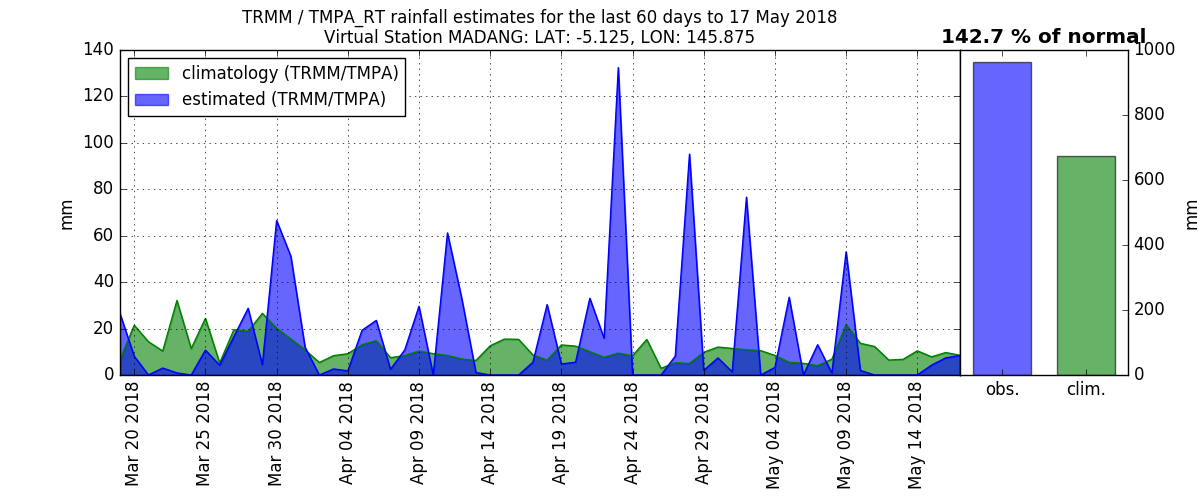 TRMM / TMPA_RT rainfall estimates for the last 60 days to 17 May 2018
Virtual Station MADANG: LAT: -5.125, LON: 145.875
142.7 % of normal
climatology (TRMM/TMPA)
estimated (TRMM/TMPA)
mm
140
120
100
80
60
40
20
0
Mar 20 2018
Mar 25 2018
Mar 30 2018
Apr 04 2018
Apr 09 2018
Apr 14 2018
Apr 19 2018
Apr 24 2018
Apr 29 2018
May 04 2018
May 09 2018
May 14 2018
1000
800
600
400
200
0
mm
obs.
clim.